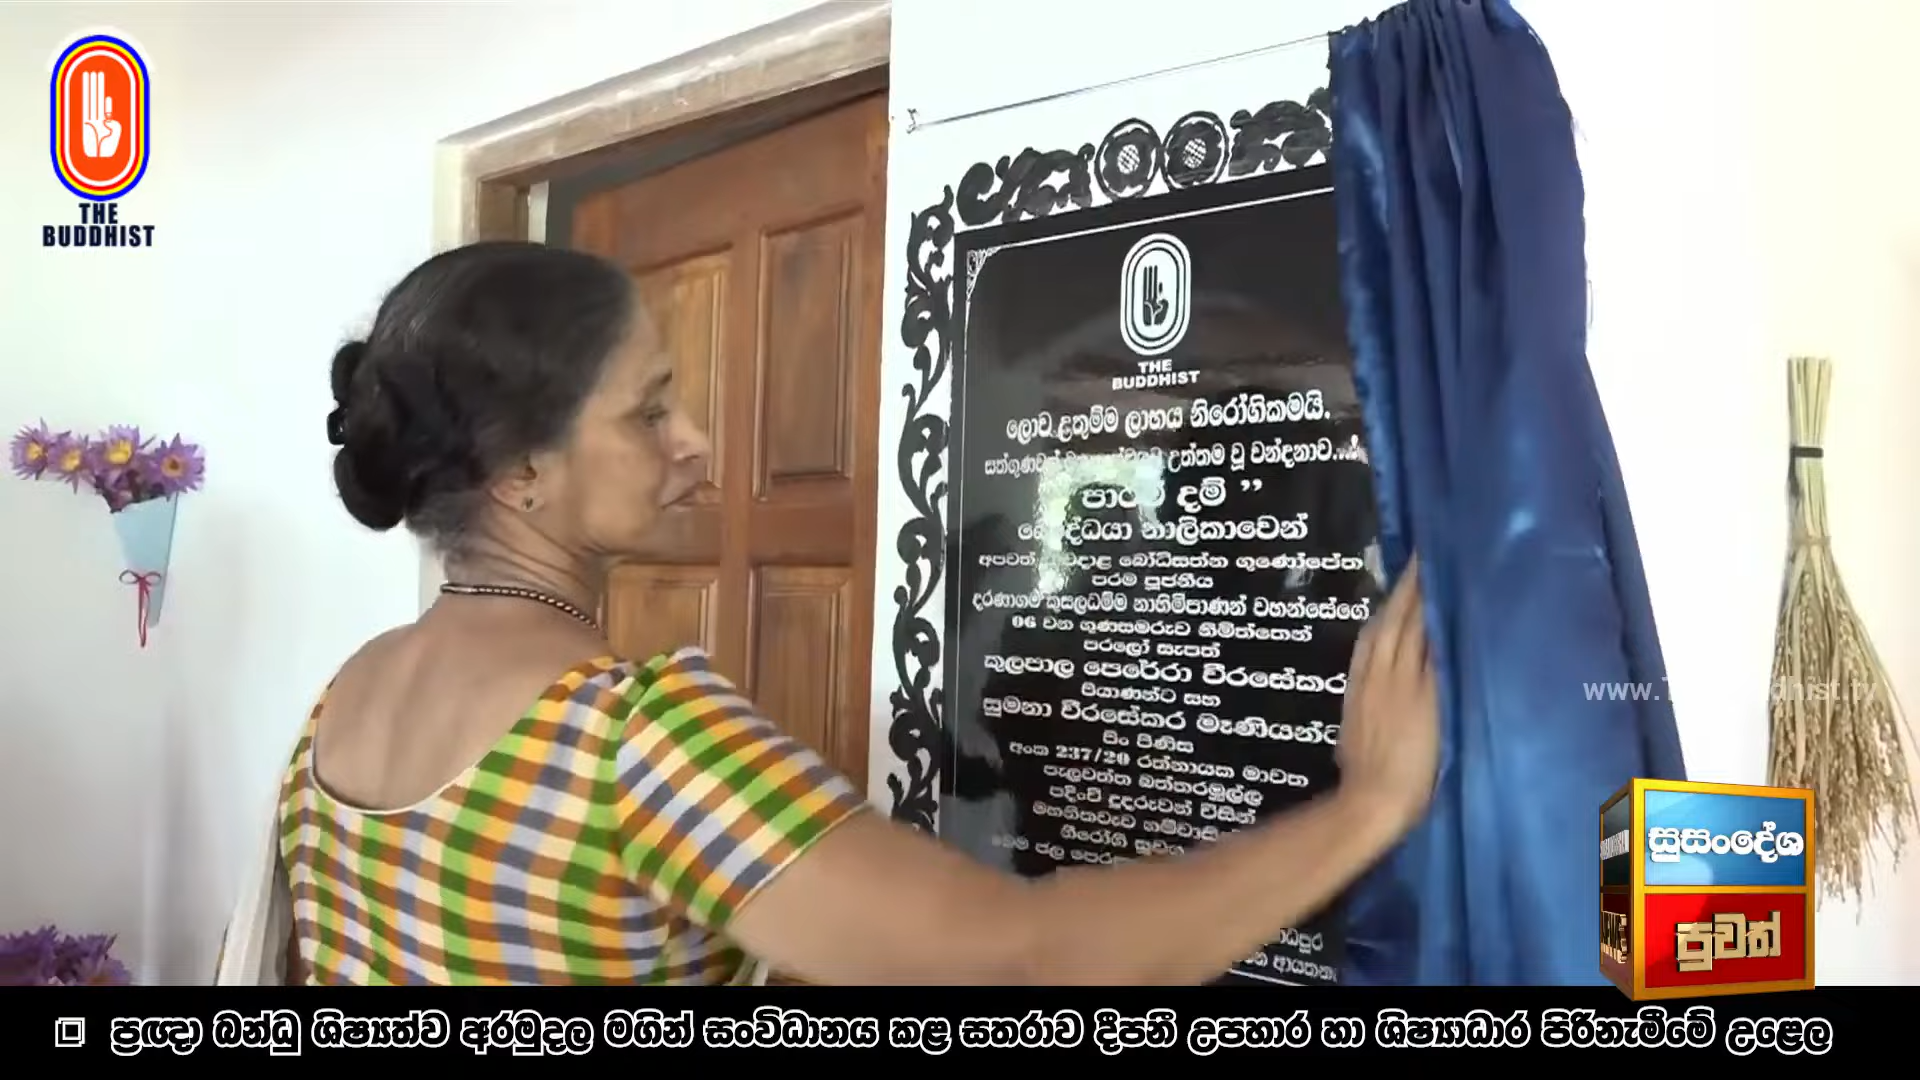 THE
BUDDHIST
THE
BUDDHIST
ලොව උතුම්ම ලාභය නිරෝගිකමයි.
උත්තම වූ වන්දනාව...
දම් ”
නාලිකාවෙන්
බෝධිසත්ත ගුණෝපේත
පරම පූජනීය
දරණාගම කුසලධම්ම නාහිමිපාණන් වහන්සේගේ
06 වන ගුණසමරුව නිමිත්තෙන්
පරලෝ සැපත්
කුලපාල පෙරේරා වීරසේකර
පියාණන්ට සහ
සුමනා වීරසේකර මැණියන්ට
පිං පිණිස
අංක 237/20 රත්නායක මාවත
පැලවත්ත බත්තරමුල්ල
පදිංචි දූදරුවන් විසින්
නිරෝගී සුවය
මෙම ජල
www.
සුසංදේශ
පුවත්
ප්‍රඥා බන්ධු ශිෂ්‍යත්ව අරමුදල මගින් සංවිධානය කළ සතරාව දීපනී උපහාර හා ශිෂ්‍යාධාර පිරිනැමීමේ උළෙල